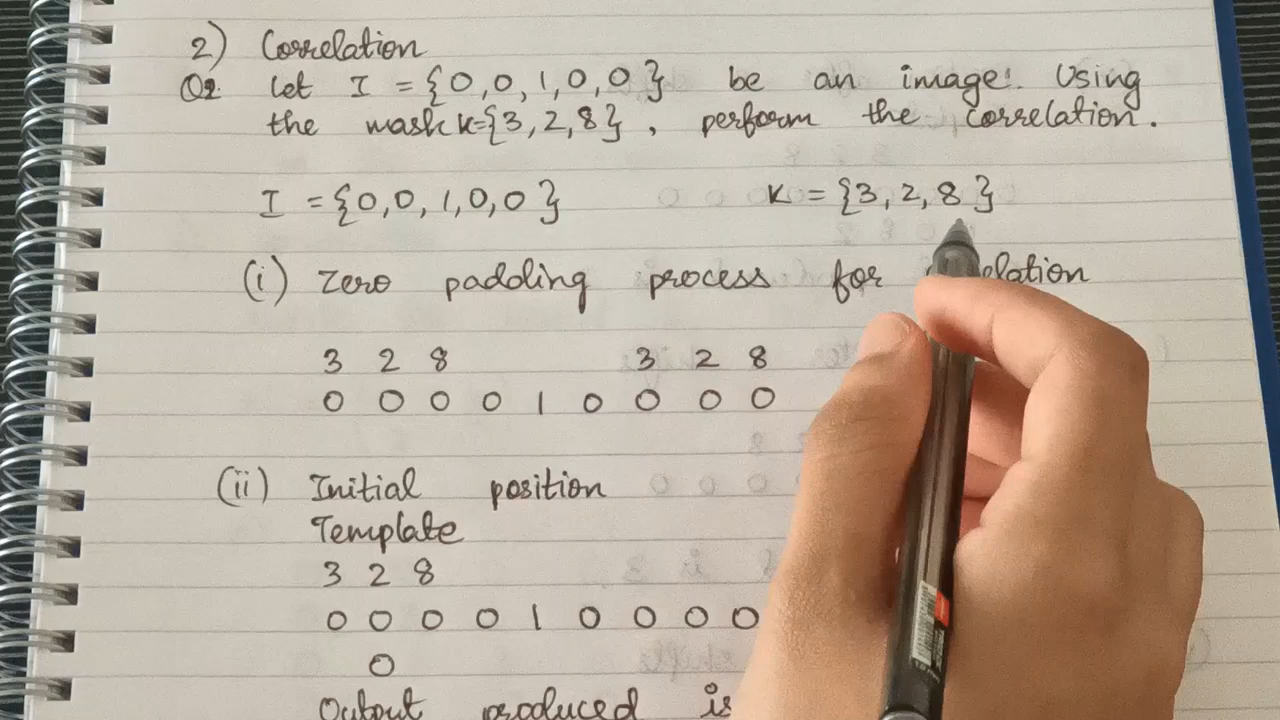 2) Correlation
Q2. Let I = {0,0,1,0,0} be an image. Using
the mask K={3,2,8}, perform the correlation.
I = {0,0,1,0,0} K = {3,2,8}
(i) Zero padding process for
3 2 8 3 2 8
0 0 0 0 1 0 0 0 0
(ii) Initial position
Template
3 2 8
0 0 0 0 1 0 0 0
0
Output produced is